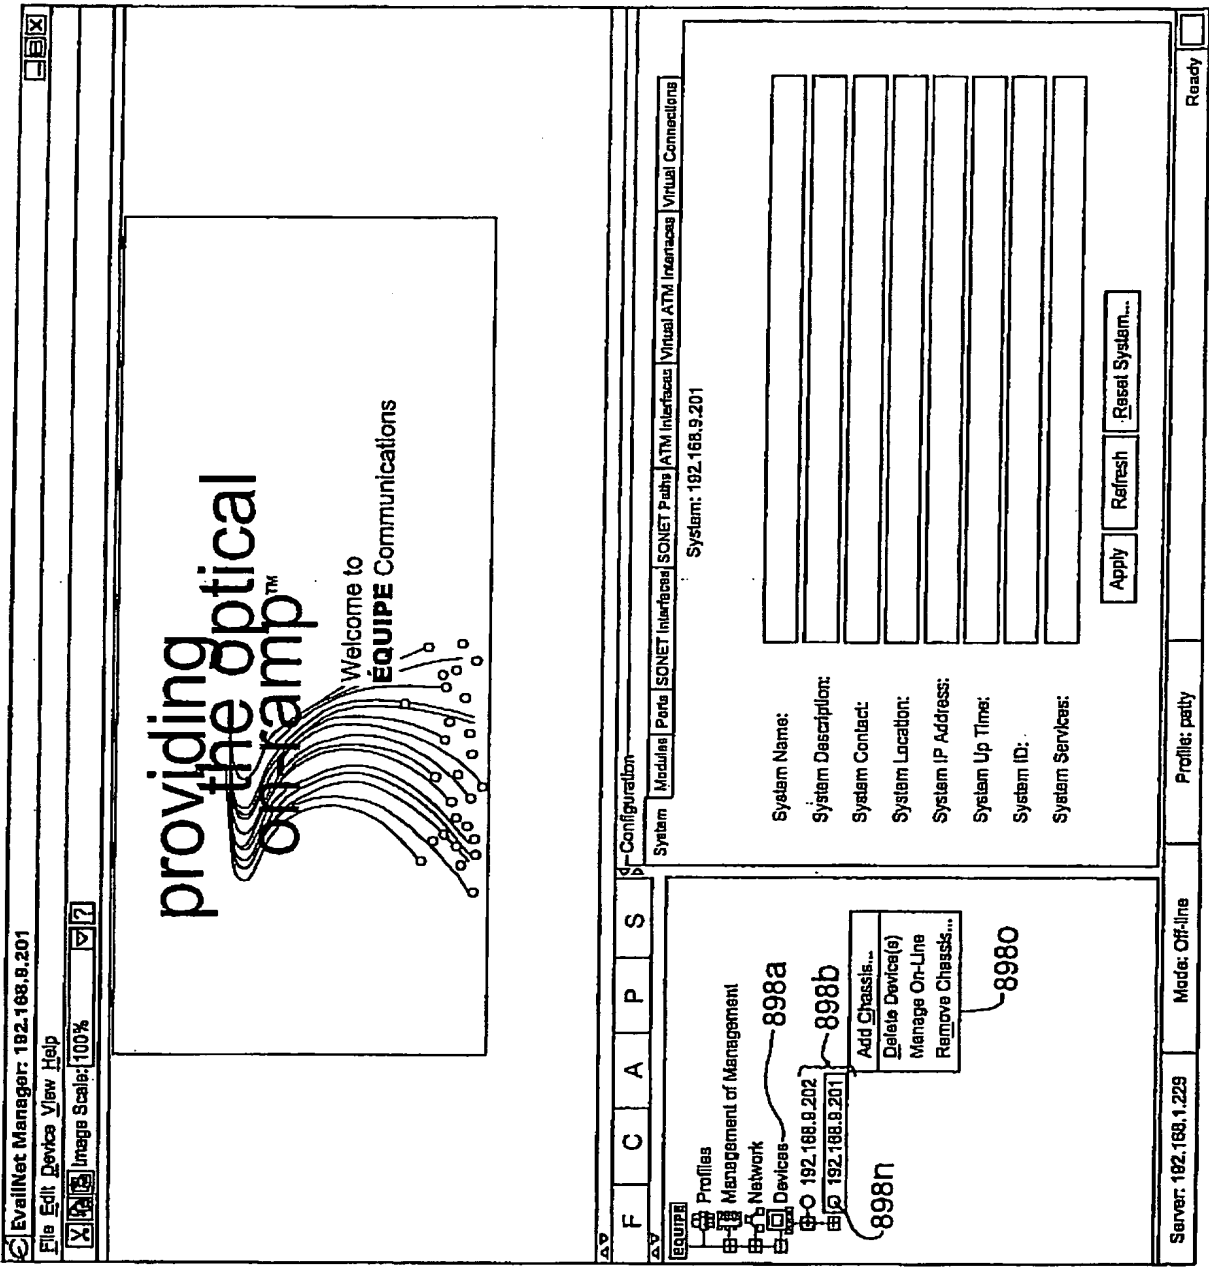 EvailNet Manager: 192.168.9.201
File Edit Device View Help
Image Scale: 100% ?
providing
the optical
on-ramp™
Welcome to
EQUIPE Communications
F C A P S
EQUIPE
Profiles
Management of Management
Network
Devices
192.168.9.202
192.168.9.201
898a
898b
898n
Add Chassis...
Delete Device(s)
Manage On-Line
Remove Chassis...
898o
Configuration
System Modules Ports SONET Interfaces SONET Paths ATM Interfaces Virtual ATM Interfaces Virtual Connections
System: 192.168.9.201
System Name:
System Description:
System Contact:
System Location:
System IP Address:
System Up Time:
System ID:
System Services:
Apply Refresh Reset System...
Server: 192.168.1.229 Mode: Off-line Profile: patty Ready